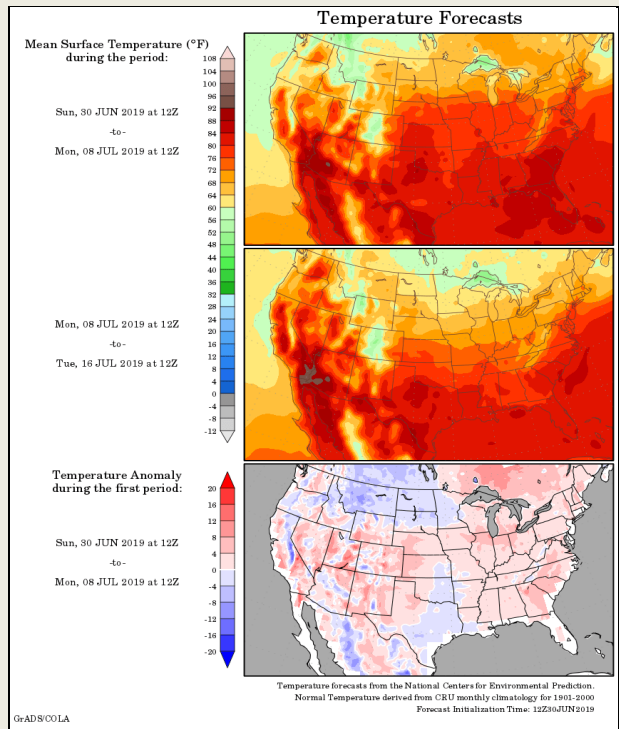 Temperature Forecasts
Mean Surface Temperature (°F)
during the period:
Sun, 30 JUN 2019 at 12Z
-to-
Mon, 08 JUL 2019 at 12Z
108
104
100
96
92
88
84
80
76
72
68
64
60
56
52
48
44
40
36
32
28
24
20
16
12
8
4
0
-4
-8
-12
Mon, 08 JUL 2019 at 12Z
-to-
Tue, 16 JUL 2019 at 12Z
Temperature Anomaly
during the first period:
Sun, 30 JUN 2019 at 12Z
-to-
Mon, 08 JUL 2019 at 12Z
20
16
12
8
4
0
-4
-8
-12
-16
-20
Temperature forecasts from the National Centers for Environmental Prediction.
Normal Temperature derived from CRU monthly climatology for 1901-2000
Forecast Initialization Time: 12Z30JUN2019
GrADS/COLA